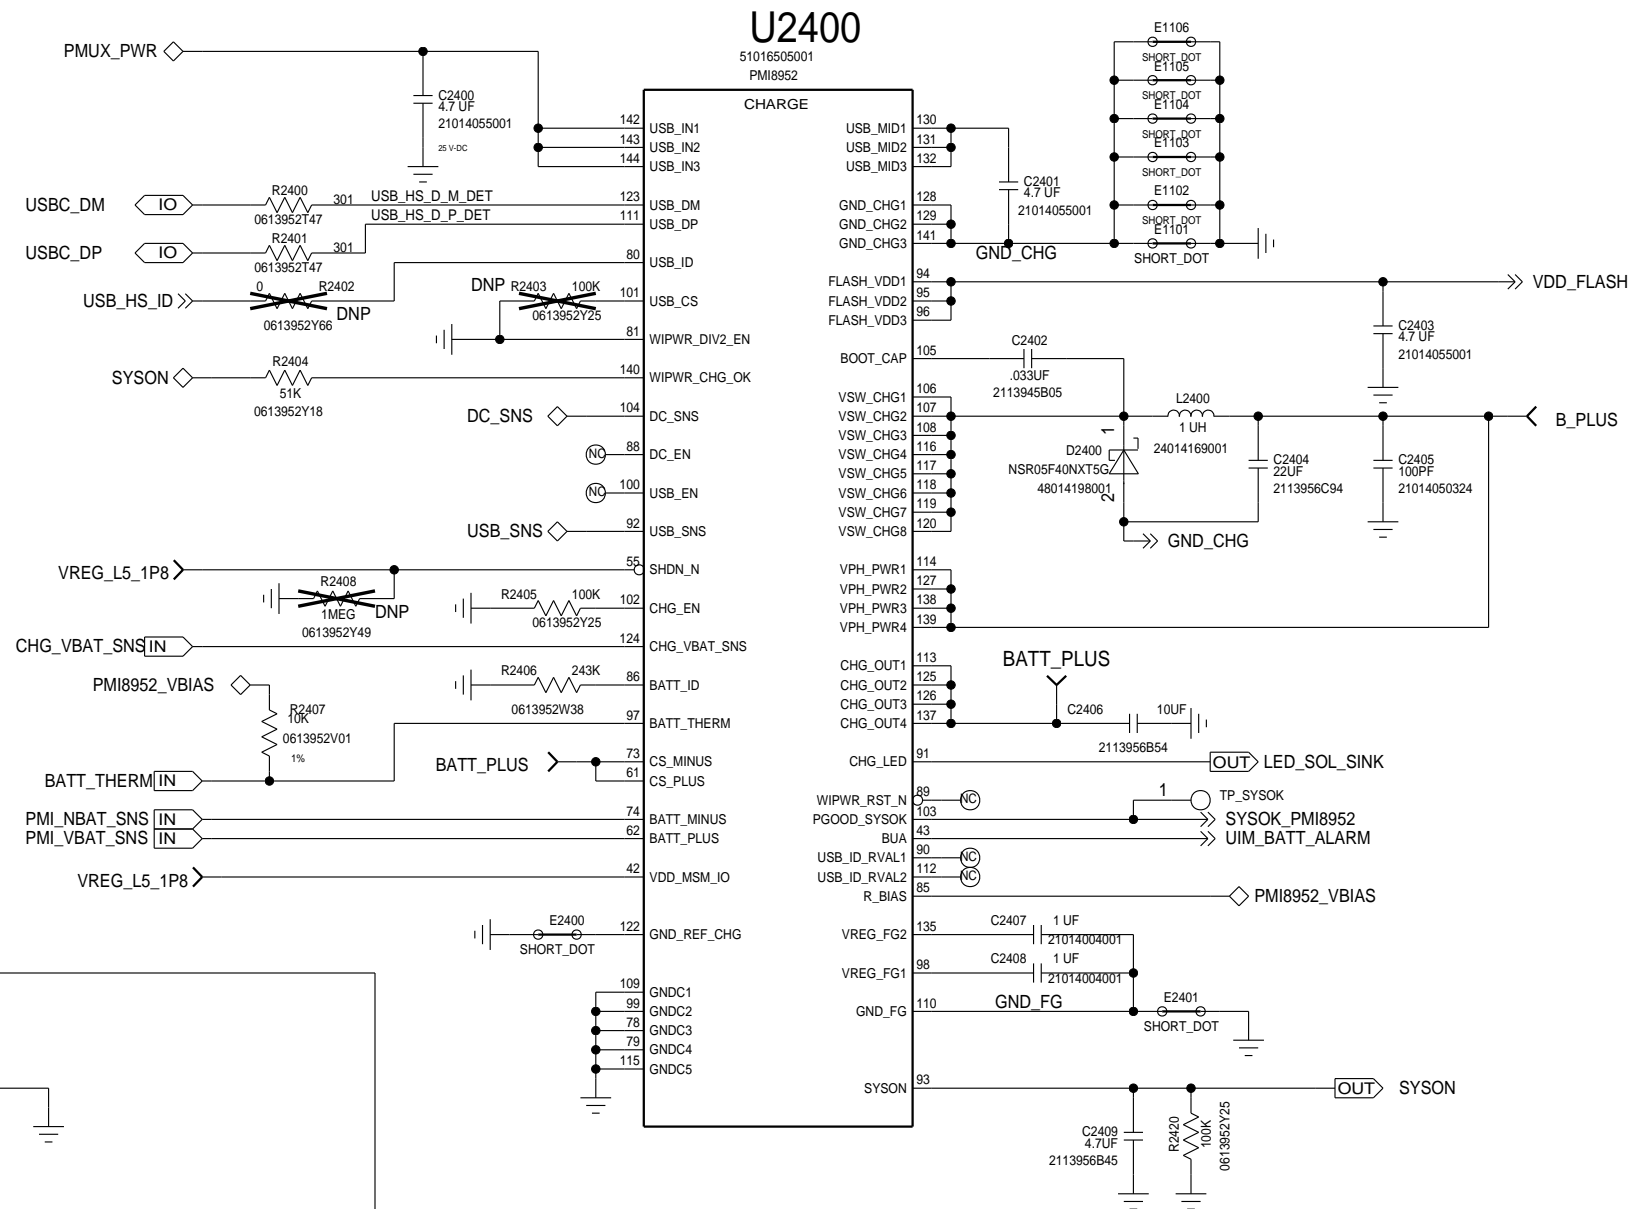 U2400
51016505001
PMI8952
CHARGE
PMUX_PWR
C2400
4.7 UF
21014055001
25 V-DC
142 USB_IN1
143 USB_IN2
144 USB_IN3
USBC_DM IO
R2400
301
0613952T47
USB_HS_D_M_DET
123 USB_DM
USB_HS_D_P_DET
111 USB_DP
USBC_DP IO
R2401
301
0613952T47
80 USB_ID
USB_HS_ID
0 R2402
0613952Y66
DNP
DNP R2403 100K
0613952Y25
101 USB_CS
81 WIPWR_DIV2_EN
SYSON
R2404
51K
0613952Y18
140 WIPWR_CHG_OK
DC_SNS
104 DC_SNS
NC 88 DC_EN
NC 100 USB_EN
USB_SNS
92 USB_SNS
VREG_L5_1P8
55 SHDN_N
R2408
1MEG
DNP
0613952Y49
R2405 100K
0613952Y25
102 CHG_EN
CHG_VBAT_SNS IN
124 CHG_VBAT_SNS
PMI8952_VBIAS
R2406 243K
0613952W38
86 BATT_ID
R2407
10K
0613952V01
1%
97 BATT_THERM
BATT_THERM IN
BATT_PLUS
73 CS_MINUS
61 CS_PLUS
PMI_NBAT_SNS IN
74 BATT_MINUS
PMI_VBAT_SNS IN
62 BATT_PLUS
VREG_L5_1P8
42 VDD_MSM_IO
E2400
SHORT_DOT
122 GND_REF_CHG
109 GNDC1
99 GNDC2
78 GNDC3
79 GNDC4
115 GNDC5
USB_MID1 130
USB_MID2 131
USB_MID3 132
C2401
4.7 UF
21014055001
GND_CHG1 128
GND_CHG2 129
GND_CHG3 141
GND_CHG
E1106
SHORT_DOT
E1105
SHORT_DOT
E1104
SHORT_DOT
E1103
SHORT_DOT
E1102
SHORT_DOT
E1101
SHORT_DOT
FLASH_VDD1 94
FLASH_VDD2 95
FLASH_VDD3 96
VDD_FLASH
C2403
4.7 UF
21014055001
BOOT_CAP 105
C2402
.033UF
2113945B05
VSW_CHG1 106
VSW_CHG2 107
VSW_CHG3 108
VSW_CHG4 116
VSW_CHG5 117
VSW_CHG6 118
VSW_CHG7 119
VSW_CHG8 120
L2400
1 UH
24014169001
B_PLUS
1
D2400
NSR05F40NXT5G
48014198001
2
C2404
22UF
2113956C94
C2405
100PF
21014050324
GND_CHG
VPH_PWR1 114
VPH_PWR2 127
VPH_PWR3 138
VPH_PWR4 139
CHG_OUT1 113
CHG_OUT2 125
CHG_OUT3 126
CHG_OUT4 137
BATT_PLUS
C2406 10UF
2113956B54
CHG_LED 91
OUT LED_SOL_SINK
WIPWR_RST_N 89 NC
1 TP_SYSOK
PGOOD_SYSOK 103
SYSOK_PMI8952
BUA 43
UIM_BATT_ALARM
USB_ID_RVAL1 90 NC
USB_ID_RVAL2 112 NC
R_BIAS 85
PMI8952_VBIAS
VREG_FG2 135
C2407 1 UF
21014004001
VREG_FG1 98
C2408 1 UF
21014004001
GND_FG 110
GND_FG
E2401
SHORT_DOT
SYSON 93
OUT SYSON
C2409
4.7UF
2113956B45
R2420
100K
0613952Y25